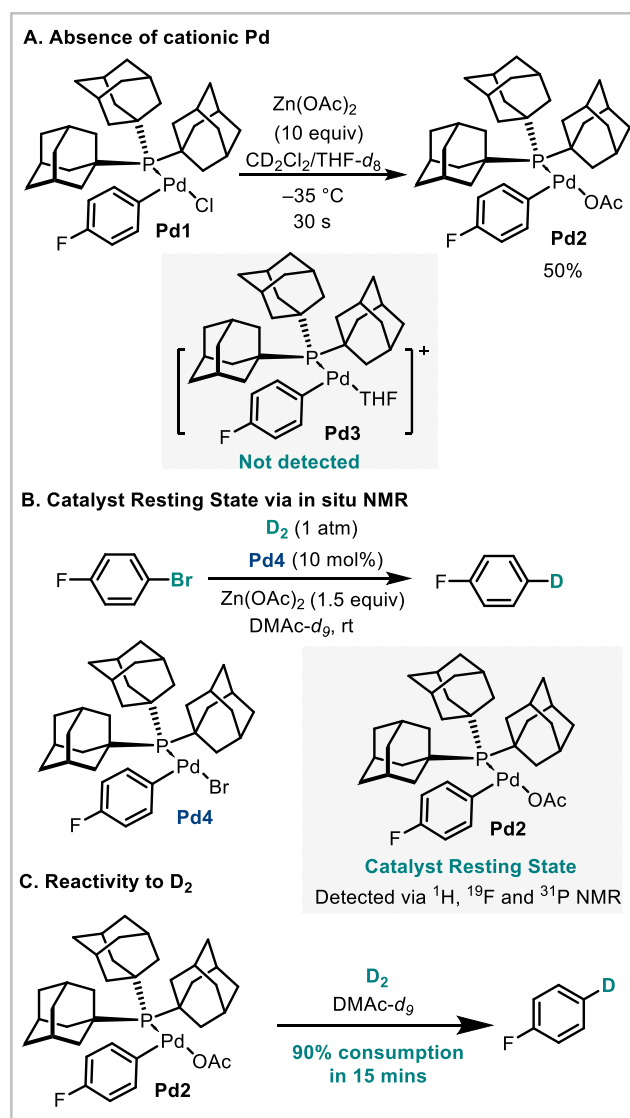 A. Absence of cationic Pd
Zn(OAc)₂
(10 equiv)
CD₂Cl₂/THF-d₈
–35 °C
30 s
P
Pd
Cl
F
Pd1
P
Pd
OAc
F
Pd2
50%
P
Pd
THF
F
Pd3
+
Not detected
B. Catalyst Resting State via in situ NMR
F
Br
D₂ (1 atm)
Pd4 (10 mol%)
Zn(OAc)₂ (1.5 equiv)
DMAc-d₉, rt
F
D
P
Pd
Br
F
Pd4
P
Pd
OAc
F
Pd2
Catalyst Resting State
Detected via ¹H, ¹⁹F and ³¹P NMR
C. Reactivity to D₂
P
Pd
OAc
F
Pd2
D₂
DMAc-d₉
90% consumption
in 15 mins
D
F